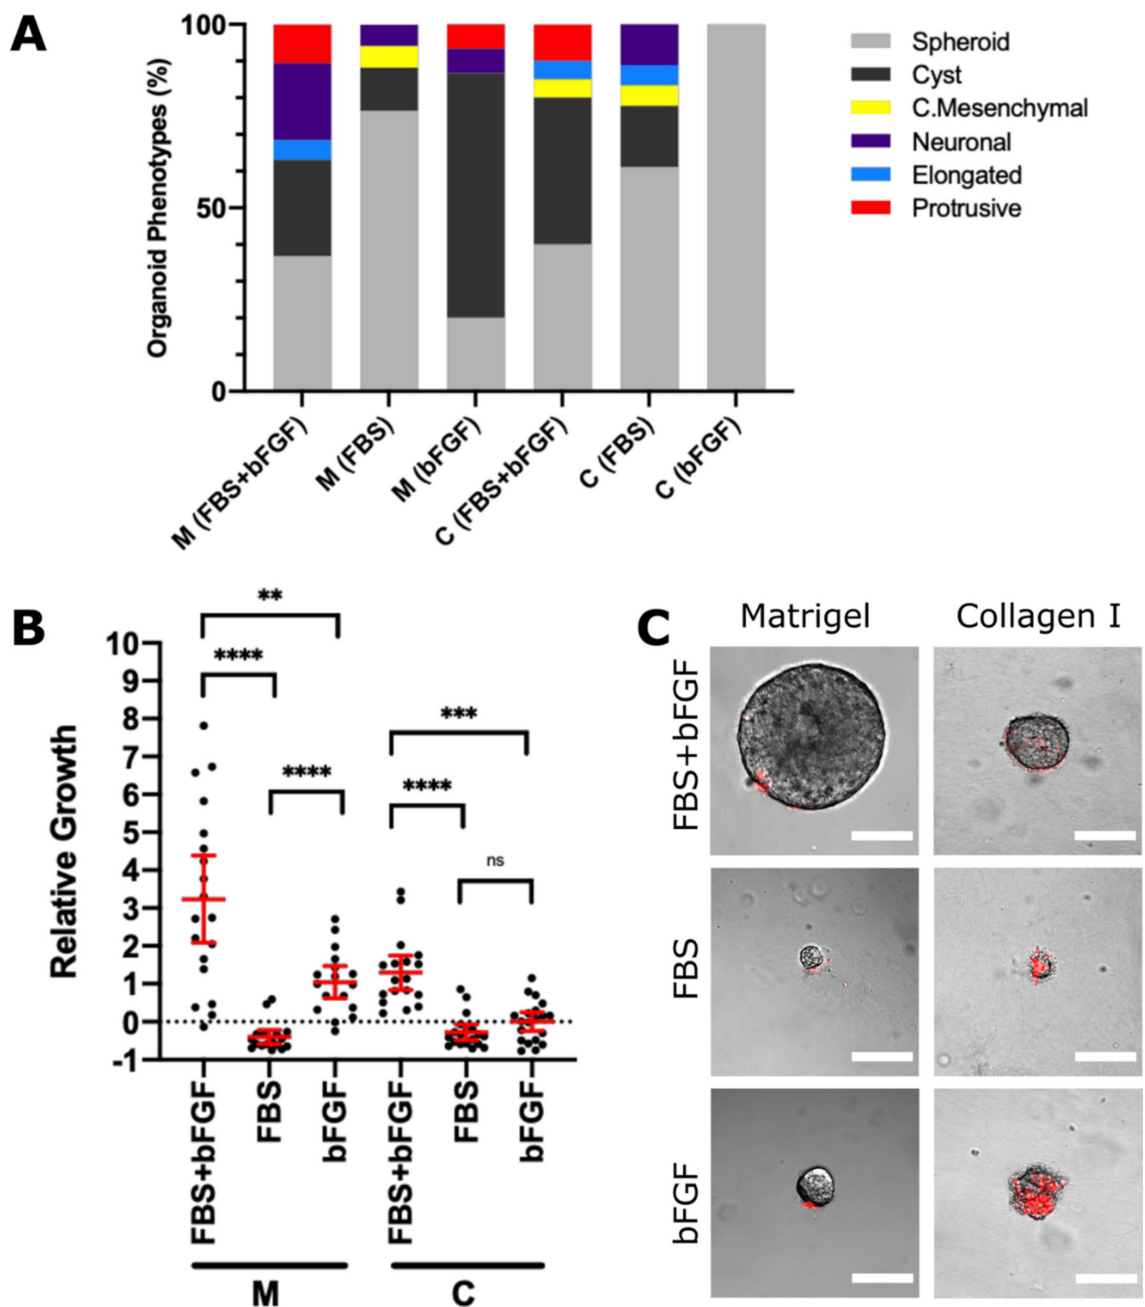 A
Organoid Phenotypes (%)
100
50
0
M (FBS+bFGF)
M (FBS)
M (bFGF)
C (FBS+bFGF)
C (FBS)
C (bFGF)
Spheroid
Cyst
C.Mesenchymal
Neuronal
Elongated
Protrusive
B
Relative Growth
10
9
8
7
6
5
4
3
2
1
0
-1
**
****
****
***
****
ns
FBS+bFGF
FBS
bFGF
FBS+bFGF
FBS
bFGF
M
C
C
Matrigel
Collagen I
FBS+bFGF
FBS
bFGF